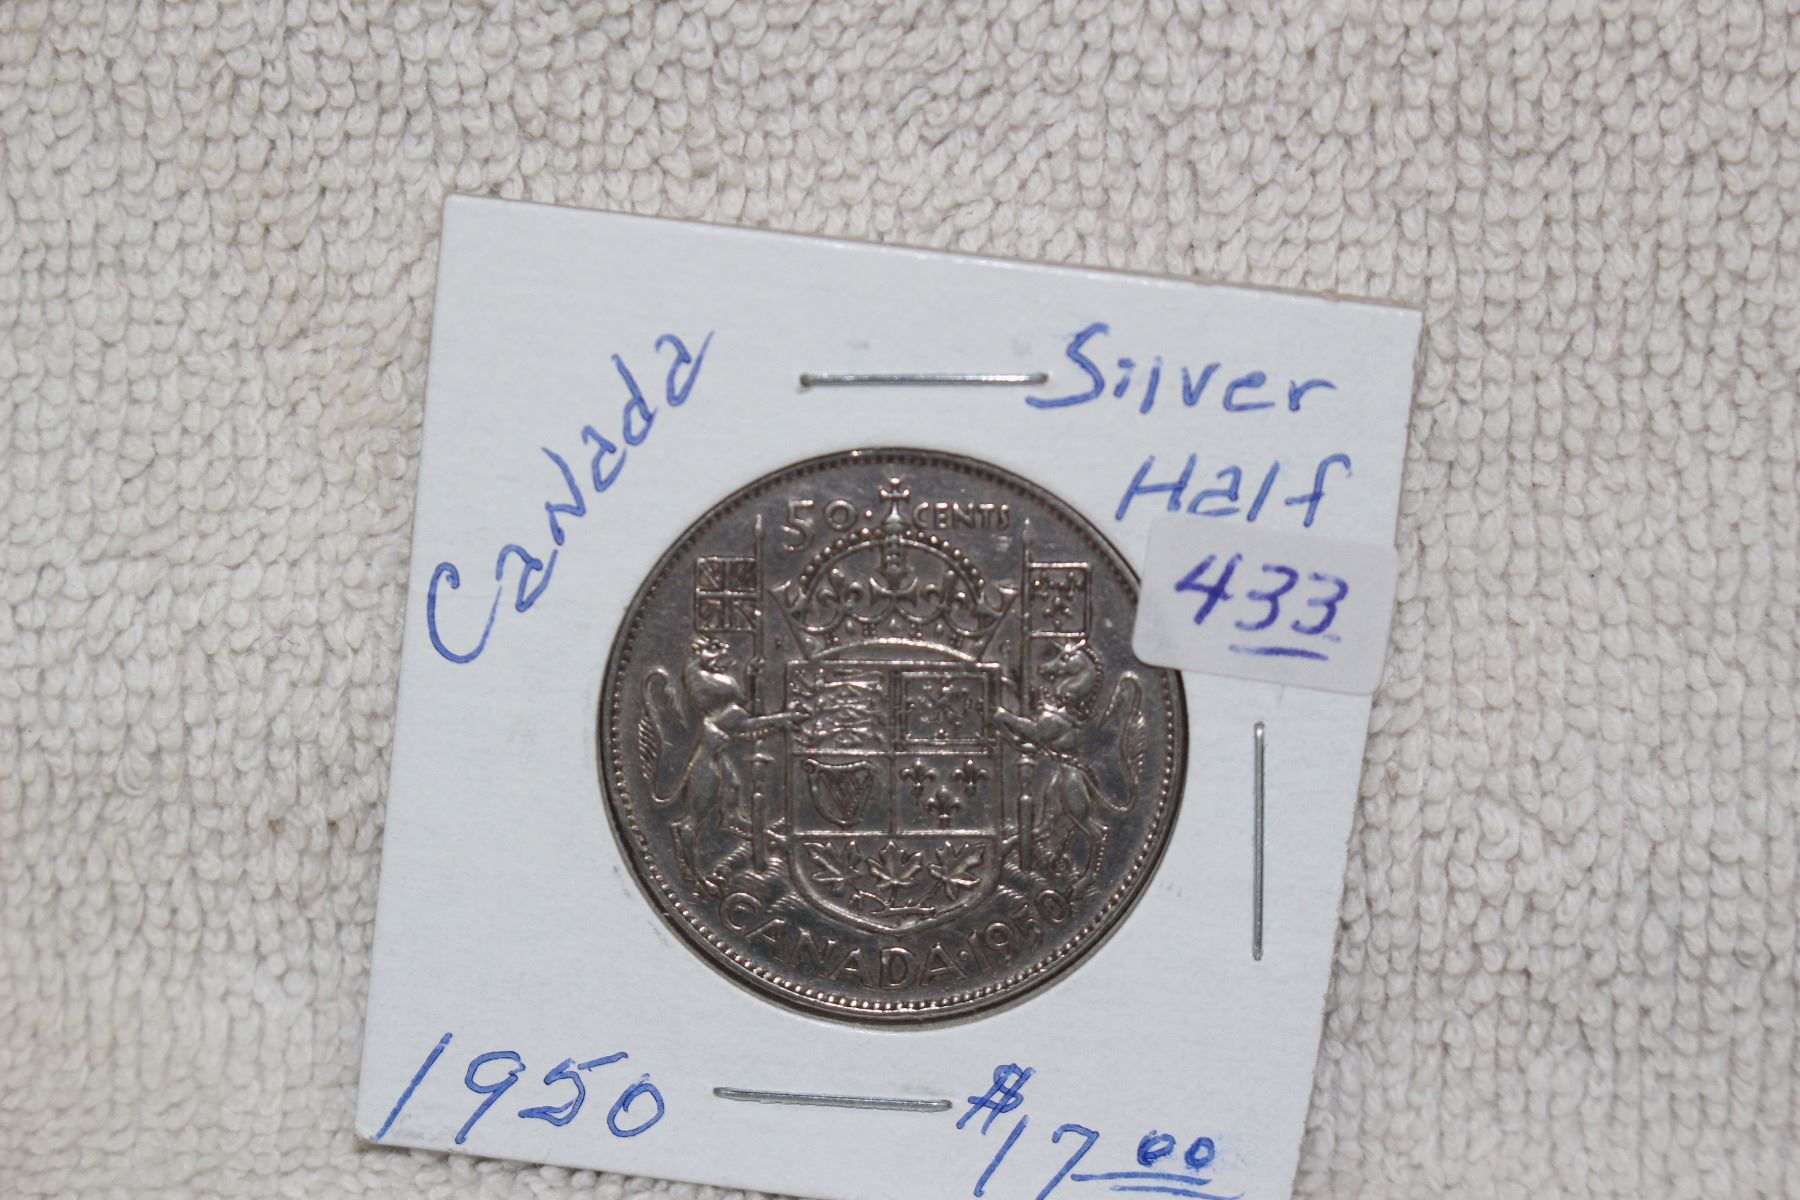 Canada
Silver
Half
433
50 CENTS
CANADA · 1950
1950
$17.00